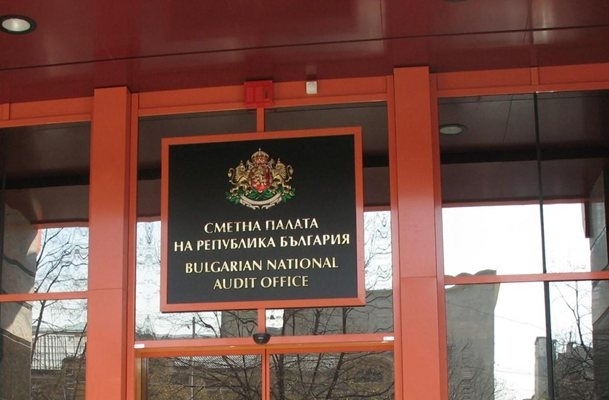 СМЕТНА ПАЛАТА
НА РЕПУБЛИКА БЪЛГАРИЯ
BULGARIAN NATIONAL
AUDIT OFFICE